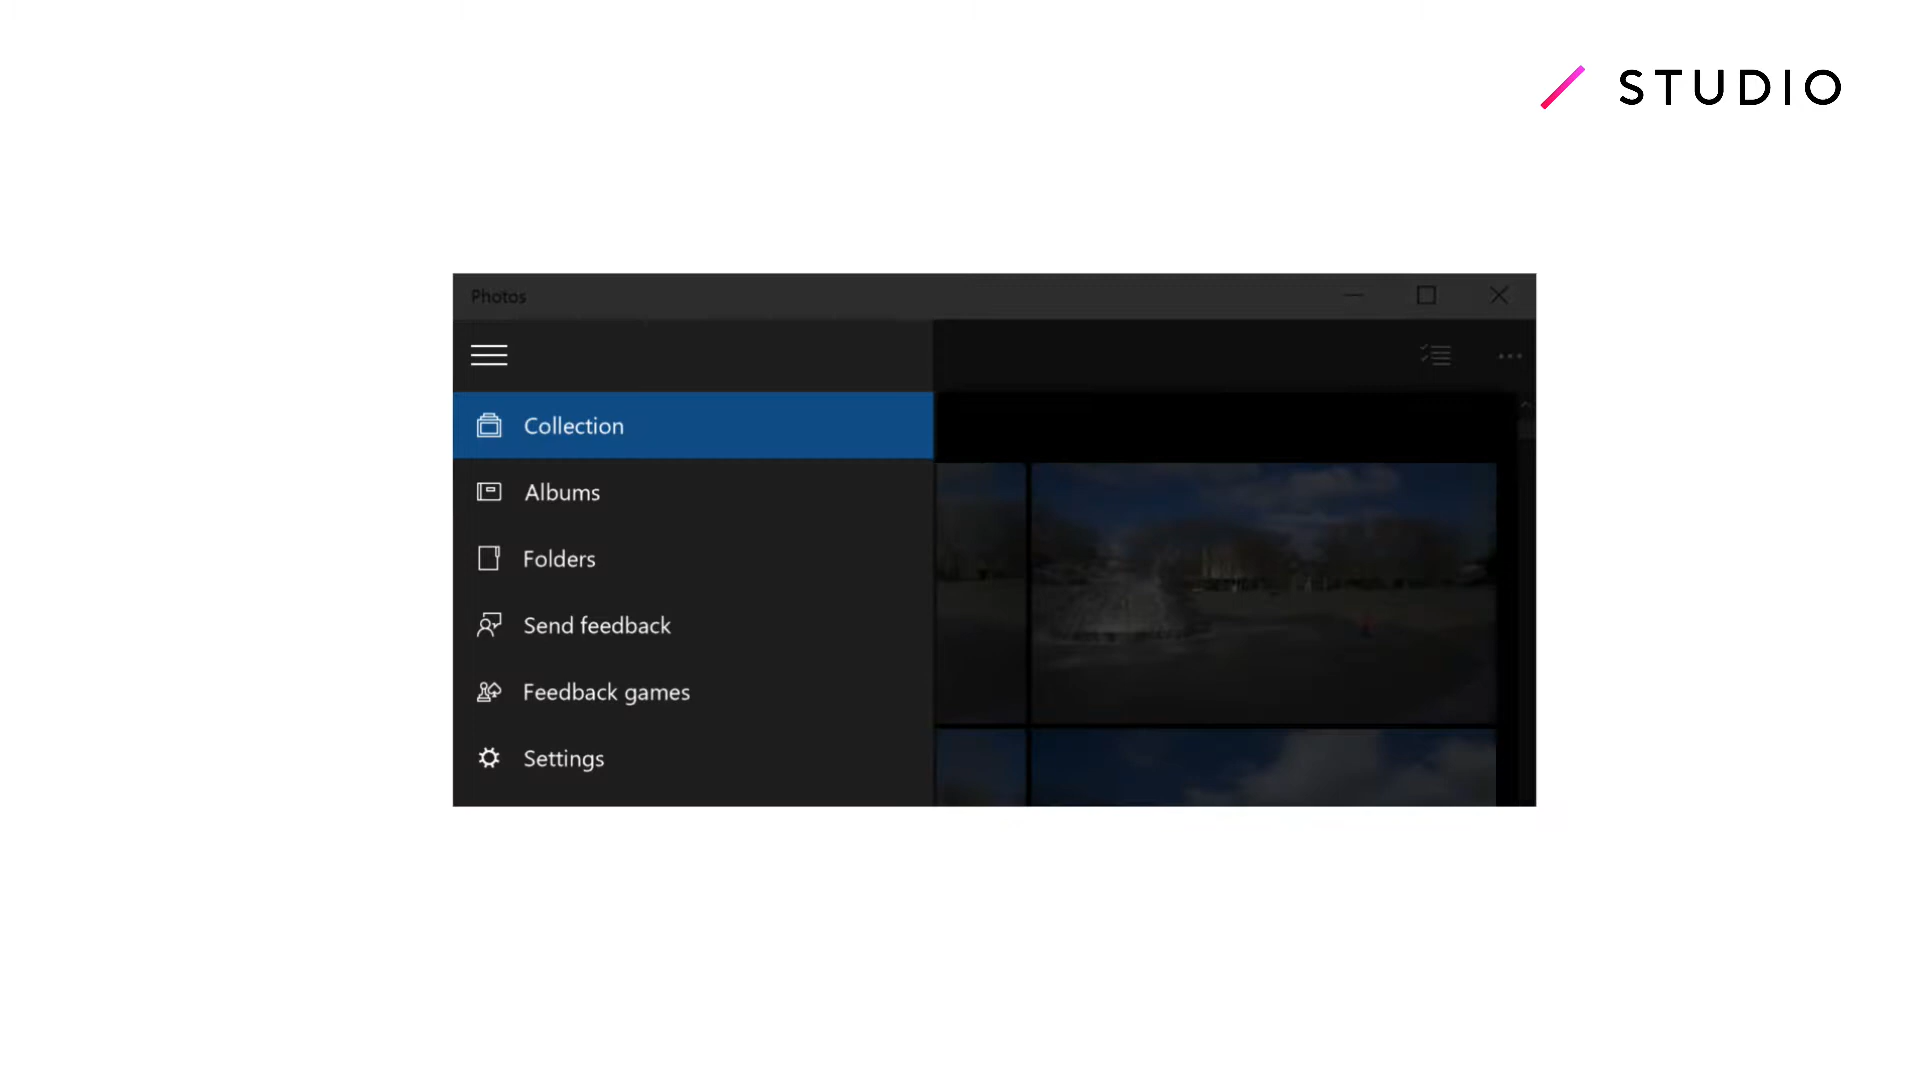 STUDIO
Photos
Collection
Albums
Folders
Send feedback
Feedback games
Settings